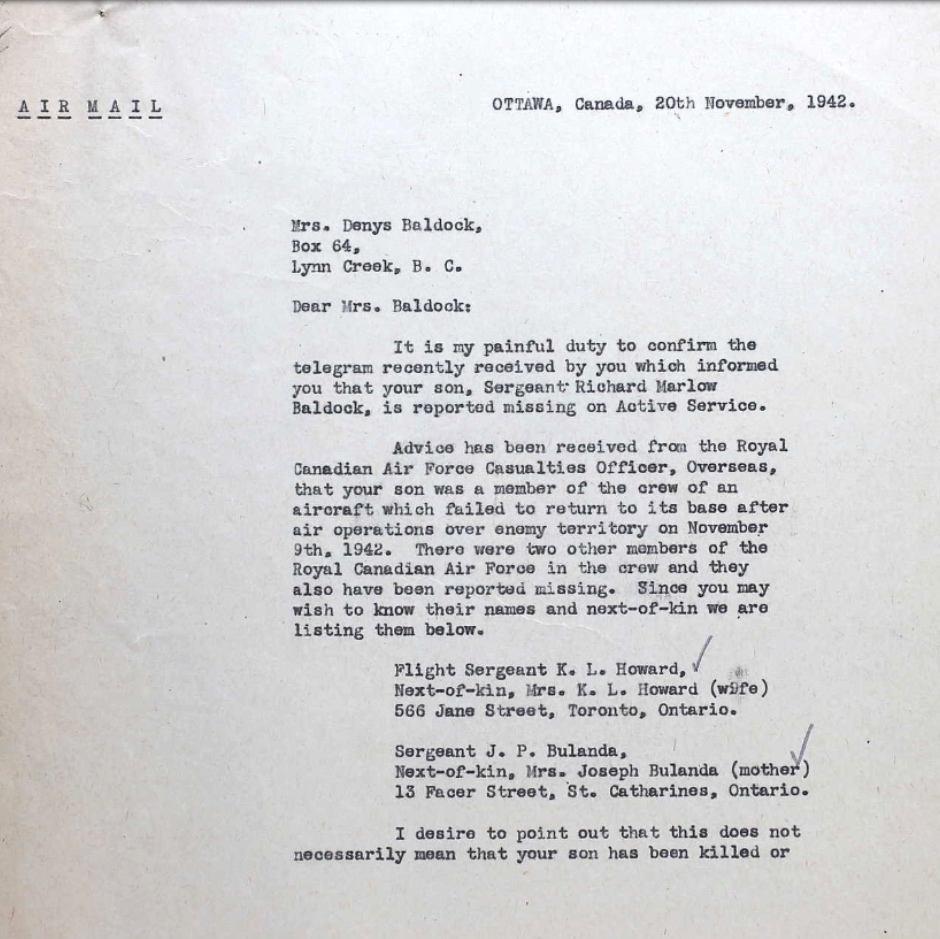 AIR MAIL
OTTAWA, Canada, 20th November, 1942.
Mrs. Denys Baldock,
Box 64,
Lynn Creek, B. C.
Dear Mrs. Baldock:
It is my painful duty to confirm the
telegram recently received by you which informed
you that your son, Sergeant Richard Marlow
Baldock, is reported missing on Active Service.
Advice has been received from the Royal
Canadian Air Force Casualties Officer, Overseas,
that your son was a member of the crew of an
aircraft which failed to return to its base after
air operations over enemy territory on November
9th, 1942. There were two other members of the
Royal Canadian Air Force in the crew and they
also have been reported missing. Since you may
wish to know their names and next-of-kin we are
listing them below.
Flight Sergeant K. L. Howard,
Next-of-kin, Mrs. K. L. Howard (wife)
566 Jane Street, Toronto, Ontario.
Sergeant J. P. Bulanda,
Next-of-kin, Mrs. Joseph Bulanda (mother)
13 Facer Street, St. Catharines, Ontario.
I desire to point out that this does not
necessarily mean that your son has been killed or